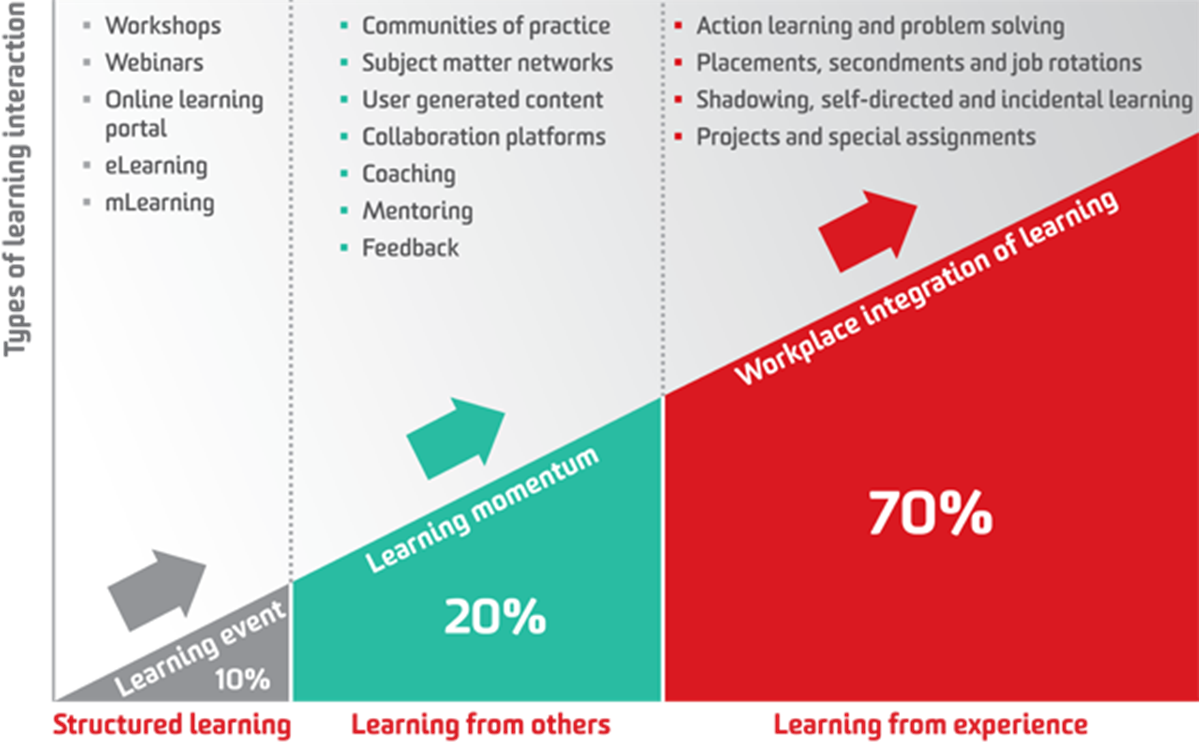 Types of learning interaction
Workshops
Webinars
Online learning
portal
eLearning
mLearning
Communities of practice
Subject matter networks
User generated content
Collaboration platforms
Coaching
Mentoring
Feedback
Action learning and problem solving
Placements, secondments and job rotations
Shadowing, self-directed and incidental learning
Projects and special assignments
Learning event
10%
Learning momentum
20%
Workplace integration of learning
70%
Structured learning
Learning from others
Learning from experience